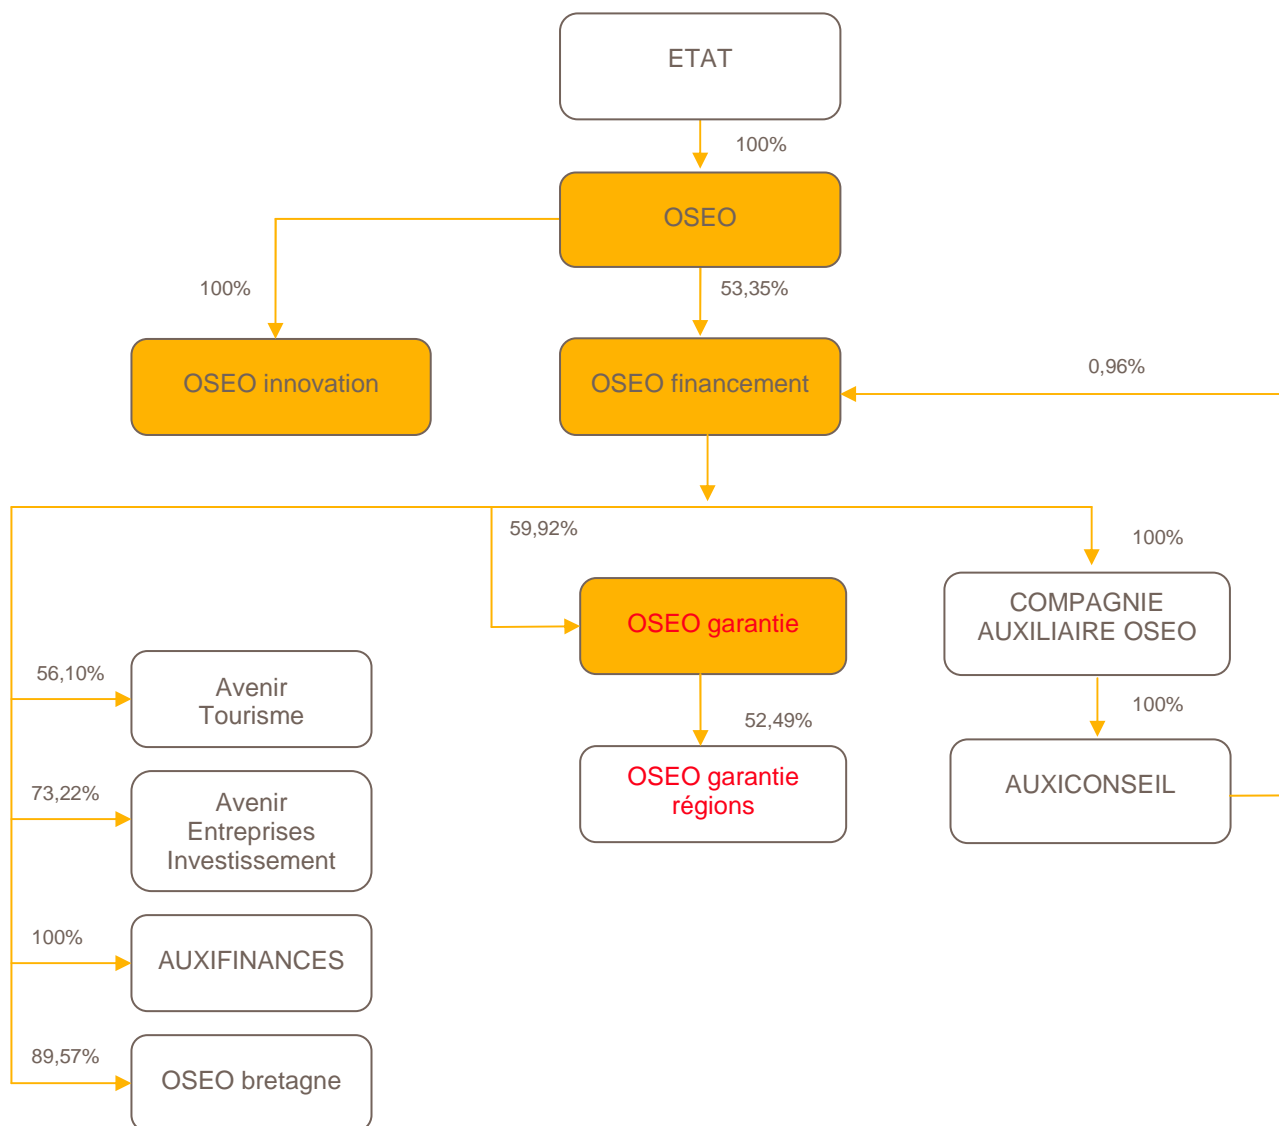 ETAT
100%
OSEO
100%
53,35%
OSEO innovation
OSEO financement
0,96%
59,92%
100%
OSEO garantie
COMPAGNIE
AUXILIAIRE OSEO
56,10%
Avenir
Tourisme
52,49%
100%
OSEO garantie
régions
AUXICONSEIL
73,22%
Avenir
Entreprises
Investissement
100%
AUXIFINANCES
89,57%
OSEO bretagne